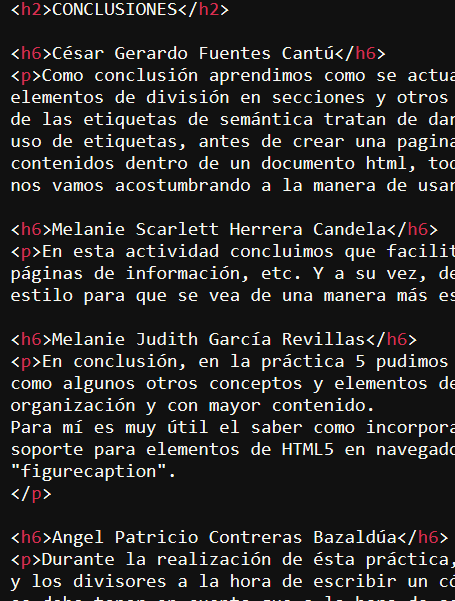 <h2>CONCLUSIONES</h2>
<h6>César Gerardo Fuentes Cantú</h6>
<p>Como conclusión aprendimos como se actua
elementos de división en secciones y otros
de las etiquetas de semántica tratan de dar
uso de etiquetas, antes de crear una pagina
contenidos dentro de un documento html, tod
nos vamos acostumbrando a la manera de usar
<h6>Melanie Scarlett Herrera Candela</h6>
<p>En esta actividad concluimos que facilit
páginas de información, etc. Y a su vez, de
estilo para que se vea de una manera más es
<h6>Melanie Judith García Revillas</h6>
<p>En conclusión, en la práctica 5 pudimos
como algunos otros conceptos y elementos de
organización y con mayor contenido.
Para mí es muy útil el saber como incorpora
soporte para elementos de HTML5 en navegado
"figurecaption".
</p>
<h6>Angel Patricio Contreras Bazaldúa</h6>
<p>Durante la realización de ésta práctica,
y los divisores a la hora de escribir un có